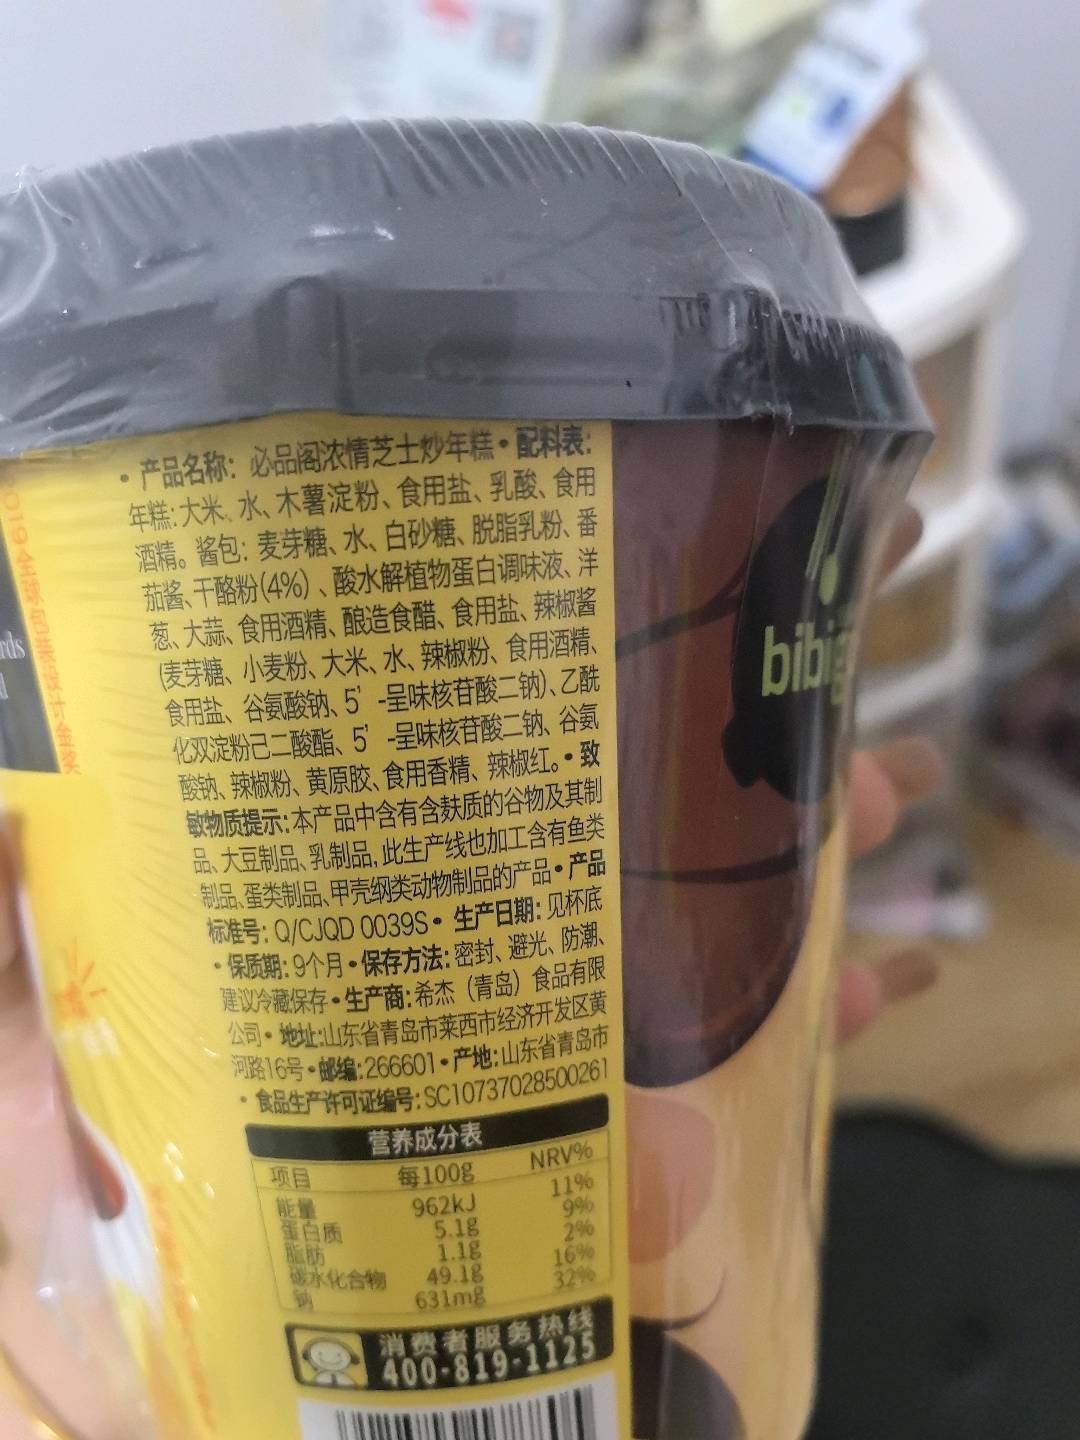 ·产品名称：必品阁浓情芝士炒年糕·配料表：
年糕：大米、水、木薯淀粉、食用盐、乳酸、食用
酒精。酱包：麦芽糖、水、白砂糖、脱脂乳粉、番
茄酱、干酪粉(4%)、酸水解植物蛋白调味液、洋
葱、大蒜、食用酒精、酿造食醋、食用盐、辣椒酱
(麦芽糖、小麦粉、大米、水、辣椒粉、食用酒精、
食用盐、谷氨酸钠、5'-呈味核苷酸二钠)、乙酰
化双淀粉己二酸酯、5'-呈味核苷酸二钠、谷氨
酸钠、辣椒粉、黄原胶、食用香精、辣椒红。·致
敏物质提示：本产品中含有含麸质的谷物及其制
品、大豆制品、乳制品,此生产线也加工含有鱼类
制品、蛋类制品、甲壳纲类动物制品的产品·产品
标准号：Q/CJQD 0039S·生产日期：见杯底
·保质期：9个月·保存方法：密封、避光、防潮、
建议冷藏保存·生产商：希杰（青岛）食品有限
公司·地址:山东省青岛市莱西市经济开发区黄
河路16号·邮编:266601·产地:山东省青岛市
·食品生产许可证编号:SC10737028500261
营养成分表
项目 每100g NRV%
能量 962kJ 11%
蛋白质 5.1g 9%
脂肪 1.1g 2%
碳水化合物 49.1g 16%
钠 631mg 32%
消费者服务热线
400-819-1125
2019全球包装设计金奖
rds
bibigo